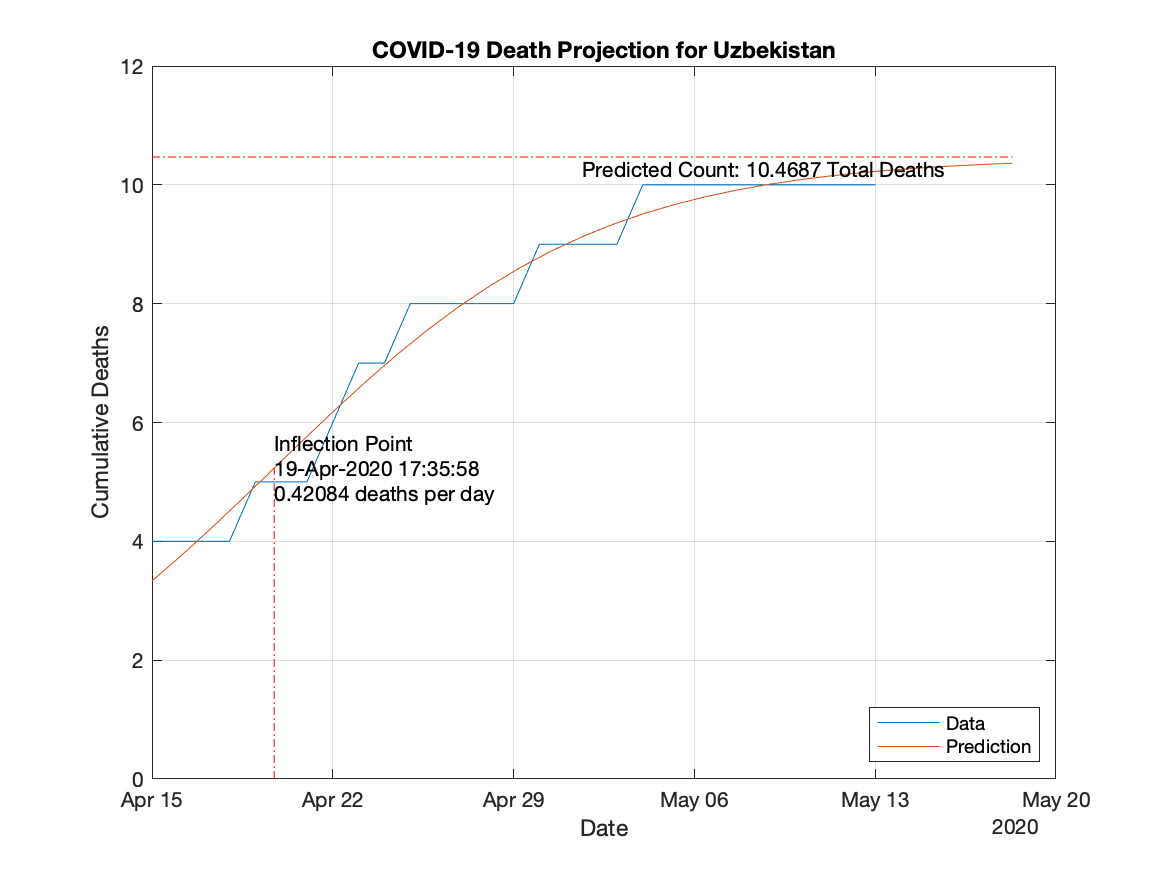 COVID-19 Death Projection for Uzbekistan
12
10
8
6
4
2
0
Cumulative Deaths
Predicted Count: 10.4687 Total Deaths
Inflection Point
19-Apr-2020 17:35:58
0.42084 deaths per day
Data
Prediction
Apr 15
Apr 22
Apr 29
May 06
May 13
May 20
Date
2020